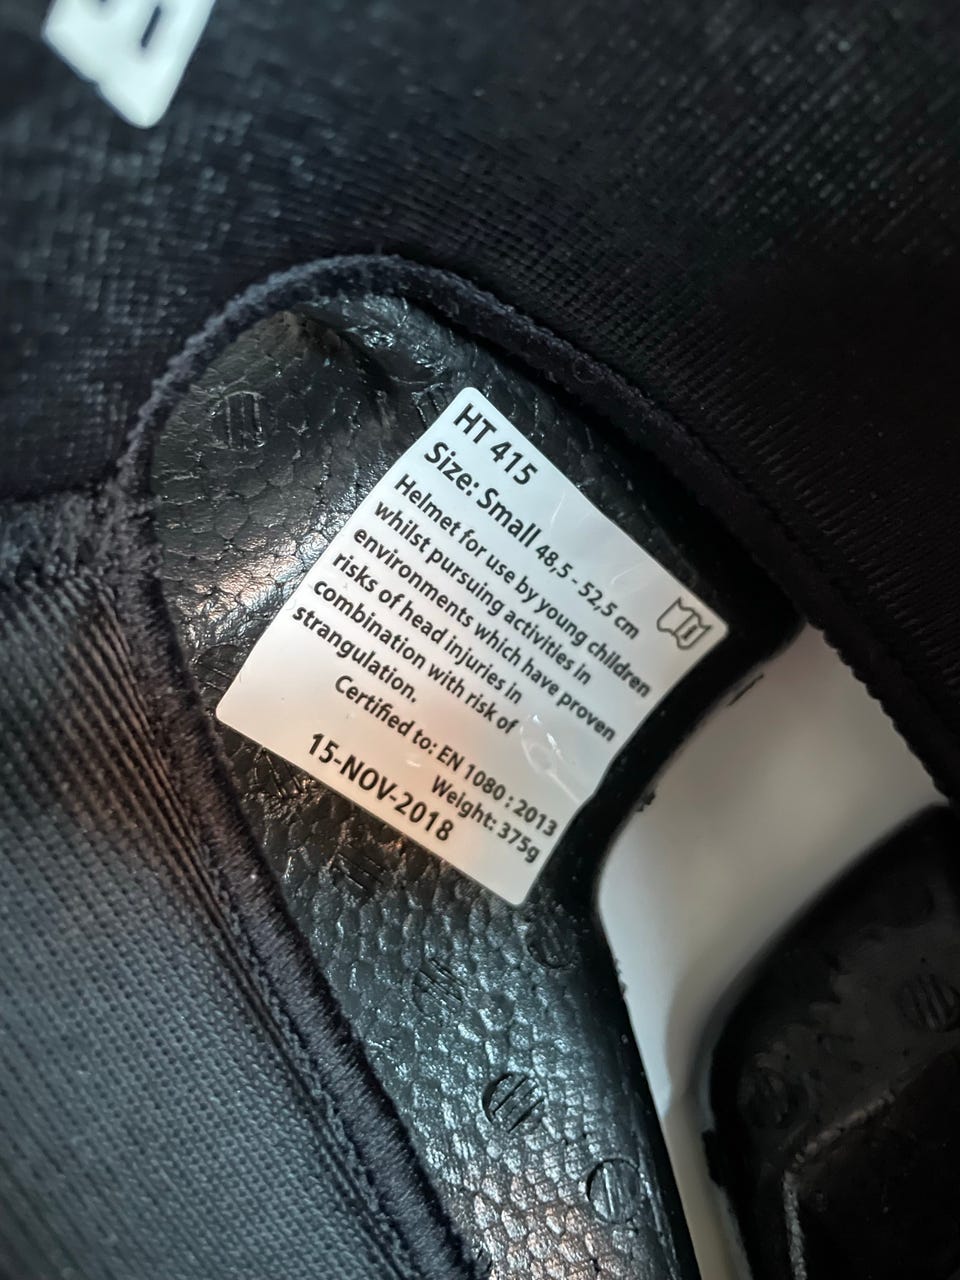 HT 415
Size: Small 48,5 - 52,5 cm
Helmet for use by young children
whilst pursuing activities in
environments which have proven
risks of head injuries in
combination with risk of
strangulation.
Certified to: EN 1080 : 2013
Weight: 375g
15-NOV-2018